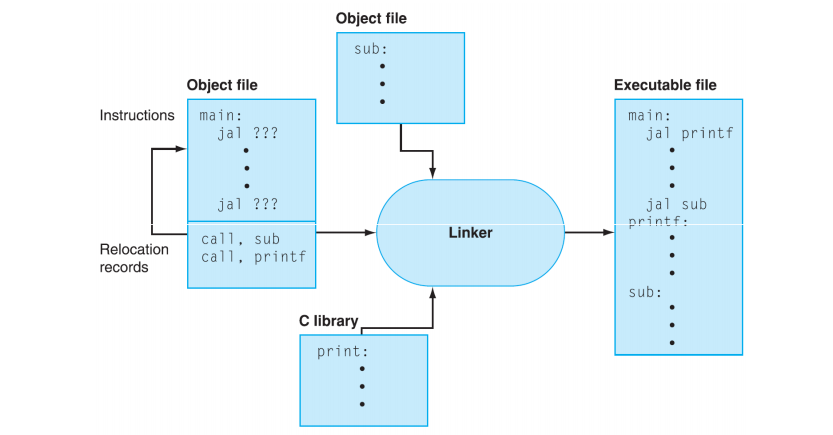 Object file
sub:
Object file
Instructions
main:
jal ???
jal ???
Relocation
records
call, sub
call, printf
Linker
C library
print:
Executable file
main:
jal printf
jal sub
printf:
sub: